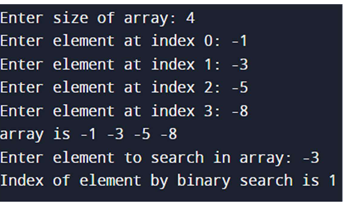 Enter size of array: 4
Enter element at index 0: -1
Enter element at index 1: -3
Enter element at index 2: -5
Enter element at index 3: -8
array is -1 -3 -5 -8
Enter element to search in array: -3
Index of element by binary search is 1